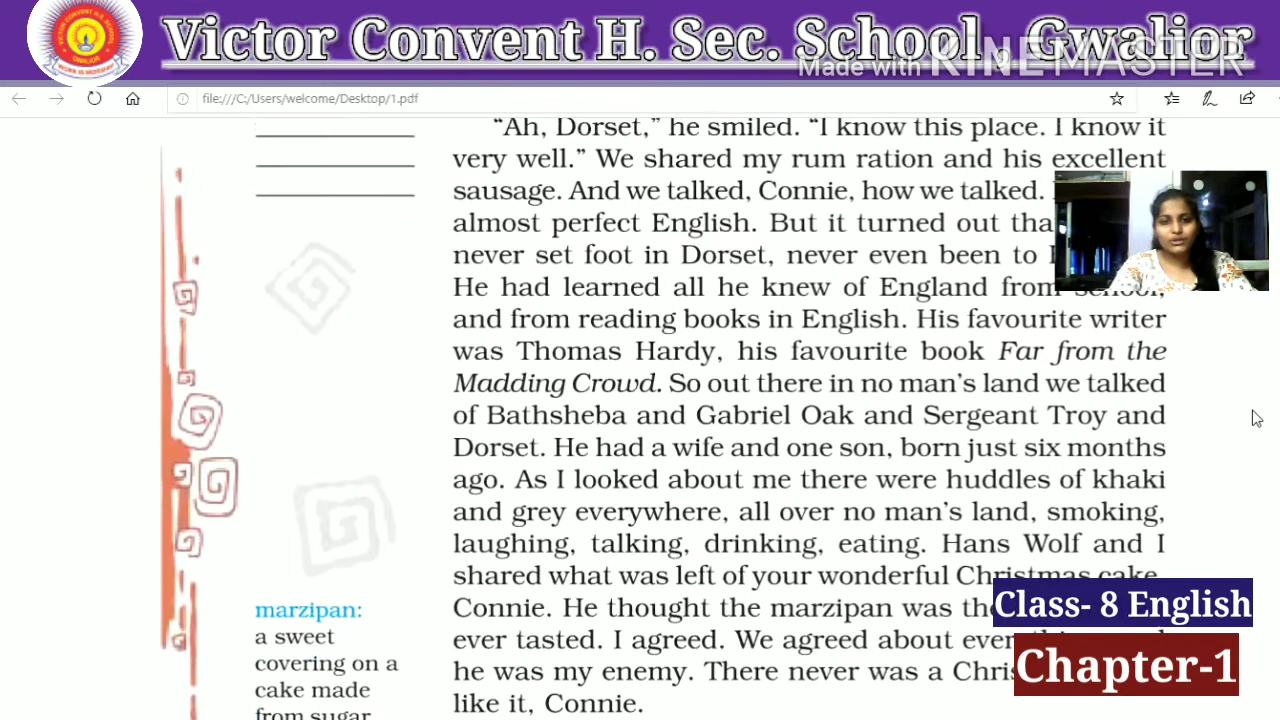 Victor Convent H. Sec. School , Gwalior
Made with KINEMASTER
file:///C:/Users/welcome/Desktop/1.pdf
“Ah, Dorset,” he smiled. “I know this place. I know it
very well.” We shared my rum ration and his excellent
sausage. And we talked, Connie, how we talked.
almost perfect English. But it turned out
never set foot in Dorset, never even been to
He had learned all he knew of England from school,
and from reading books in English. His favourite writer
was Thomas Hardy, his favourite book Far from the
Madding Crowd. So out there in no man’s land we talked
of Bathsheba and Gabriel Oak and Sergeant Troy and
Dorset. He had a wife and one son, born just six months
ago. As I looked about me there were huddles of khaki
and grey everywhere, all over no man’s land, smoking,
laughing, talking, drinking, eating. Hans Wolf and I
shared what was left of your wonderful Christmas cake,
Connie. He thought the marzipan was
ever tasted. I agreed. We agreed about
he was my enemy. There never was a
like it, Connie.
marzipan:
a sweet
covering on a
cake made
from sugar
Class- 8 English
Chapter-1